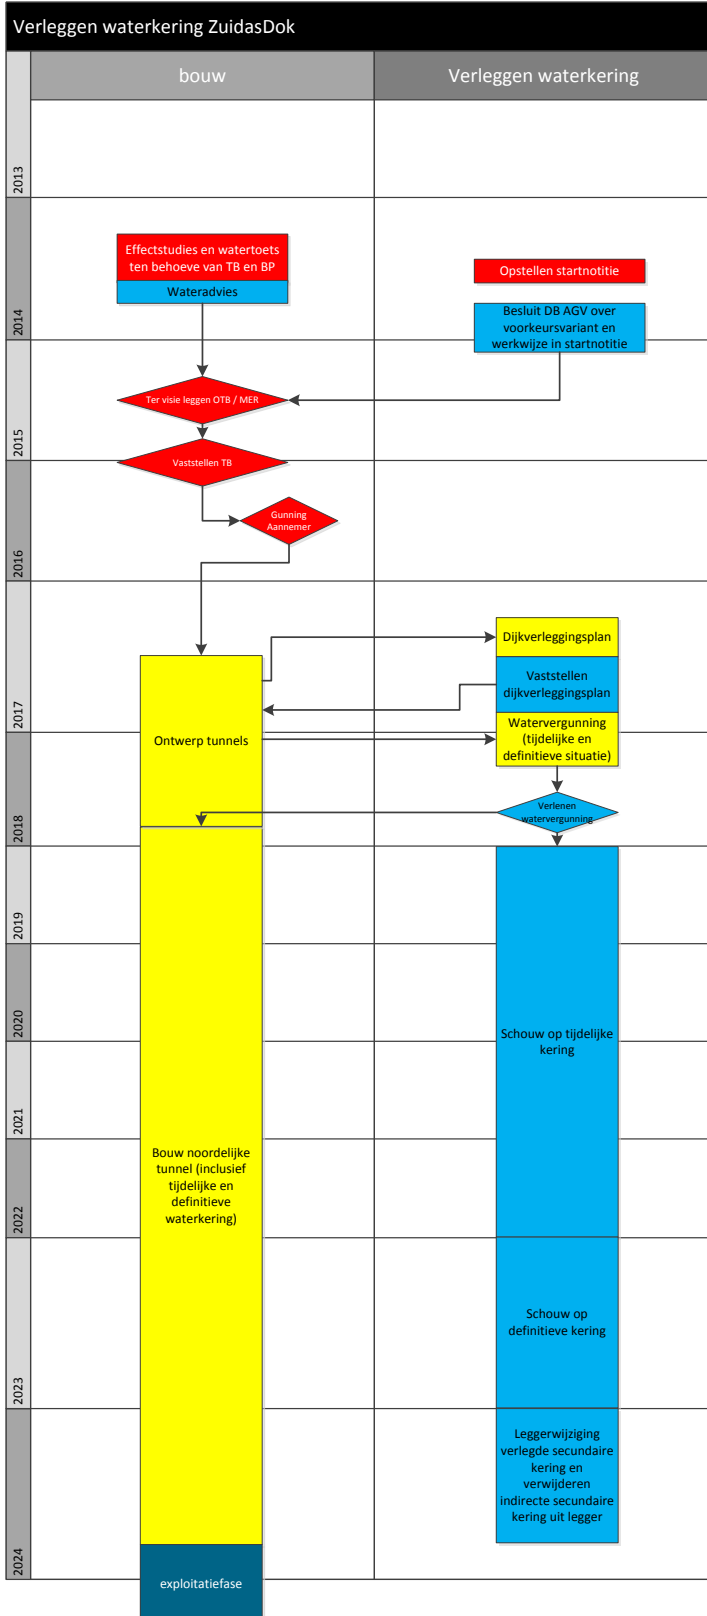 Verleggen waterkering ZuidasDok
bouw
Verleggen waterkering
2013
2014
Effectstudies en watertoets
ten behoeve van TB en BP
Wateradvies
Opstellen startnotitie
Besluit DB AGV over
voorkeursvariant en
werkwijze in startnotitie
2015
Ter visie leggen OTB / MER
Vaststellen TB
2016
Gunning
Aannemer
2017
Dijkverleggingsplan
Vaststellen
dijkverleggingsplan
Ontwerp tunnels
Watervergunning
(tijdelijke en
definitieve situatie)
2018
Verlenen
watervergunning
2019
2020
Schouw op tijdelijke
kering
2021
2022
Bouw noordelijke
tunnel (inclusief
tijdelijke en
definitieve
waterkering)
2023
Schouw op
definitieve kering
2024
Leggerwijziging
verlegde secundaire
kering en
verwijderen
indirecte secundaire
kering uit legger
exploitatiefase